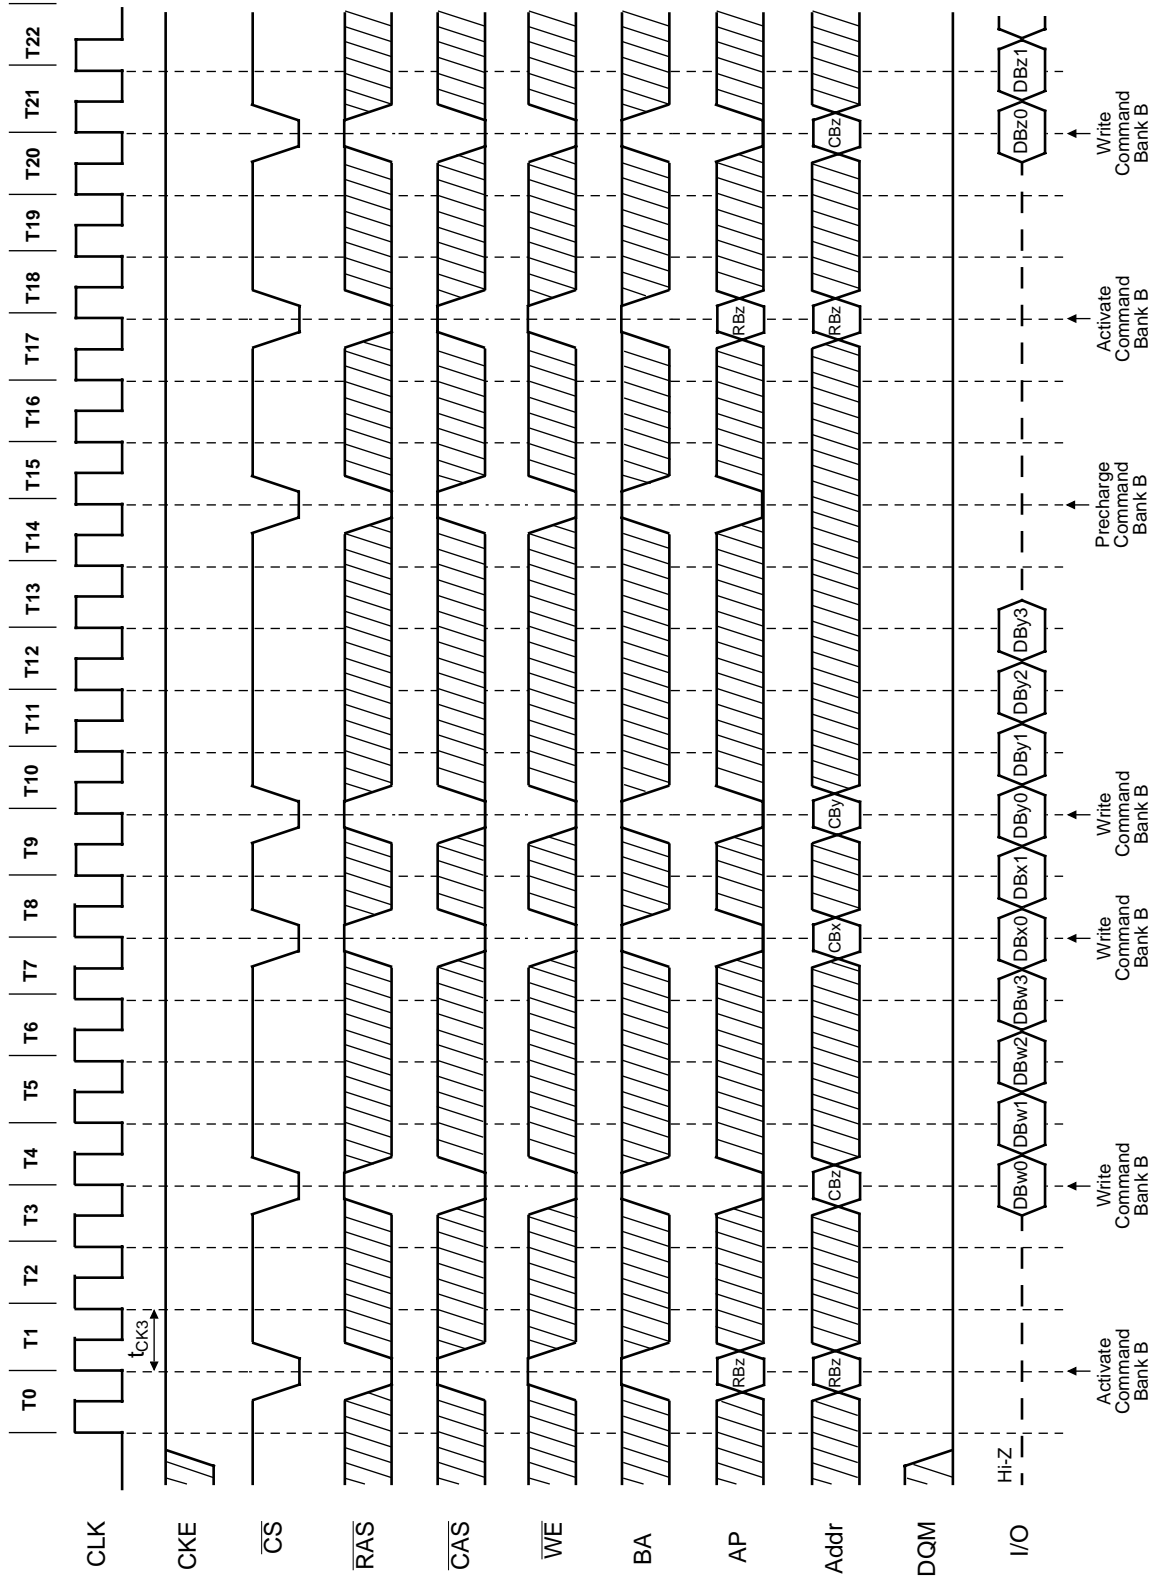 T0 T1 T2 T3 T4 T5 T6 T7 T8 T9 T10 T11 T12 T13 T14 T15 T16 T17 T18 T19 T20 T21 T22
CLK
tCK3
CKE
CS
RAS
CAS
WE
BA
AP
RBz RBz
Addr
RBz CBz CBx CBy RBz CBz
DQM
I/O
Hi-Z
DBw0 DBw1 DBw2 DBw3 DBx0 DBx1 DBy0 DBy1 DBy2 DBy3 DBz0 DBz1
Activate
Command
Bank B
Write
Command
Bank B
Write
Command
Bank B
Write
Command
Bank B
Precharge
Command
Bank B
Activate
Command
Bank B
Write
Command
Bank B